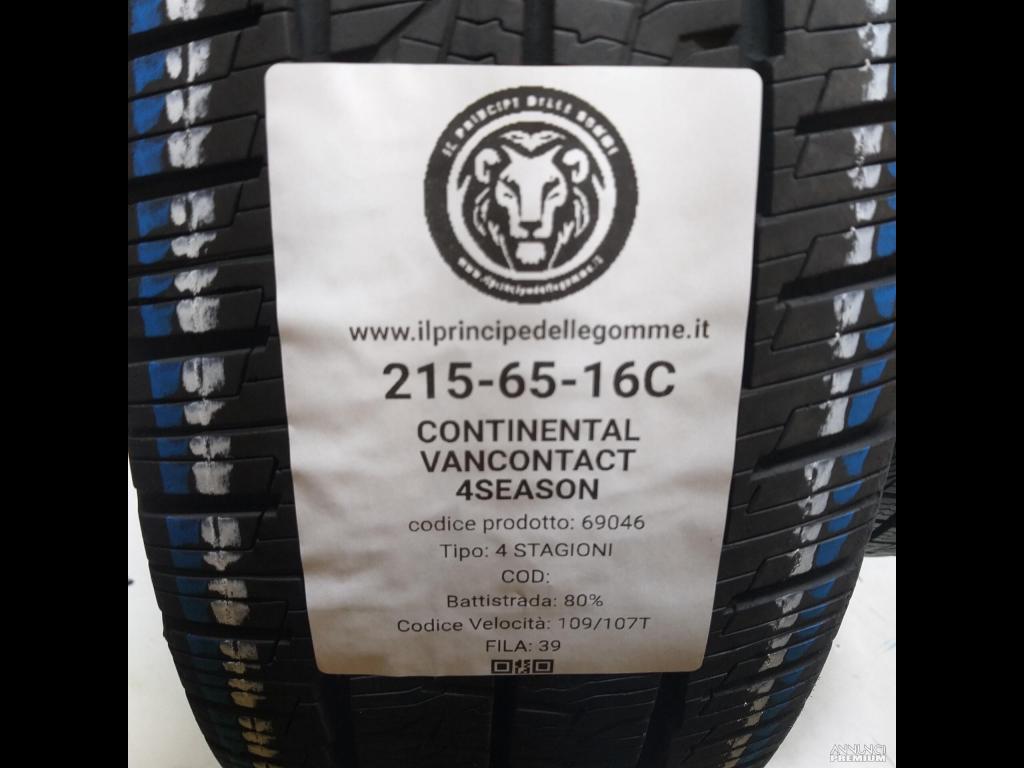 IL PRINCIPE DELLE GOMME
www.ilprincipedellegomme.it
www.ilprincipedellegomme.it
215-65-16C
CONTINENTAL
VANCONTACT
4SEASON
codice prodotto: 69046
Tipo: 4 STAGIONI
COD:
Battistrada: 80%
Codice Velocità: 109/107T
FILA: 39
ANNUNCI
PREMIUM